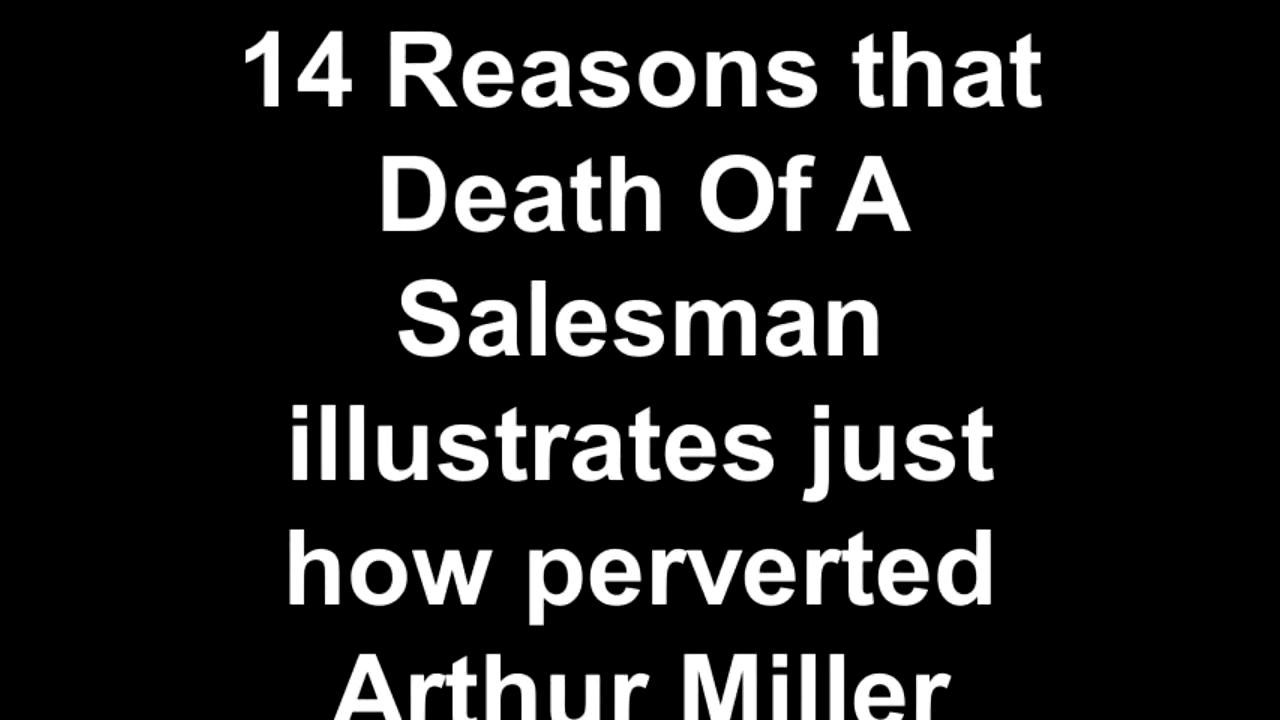 14 Reasons that
Death Of A
Salesman
illustrates just
how perverted
Arthur Miller